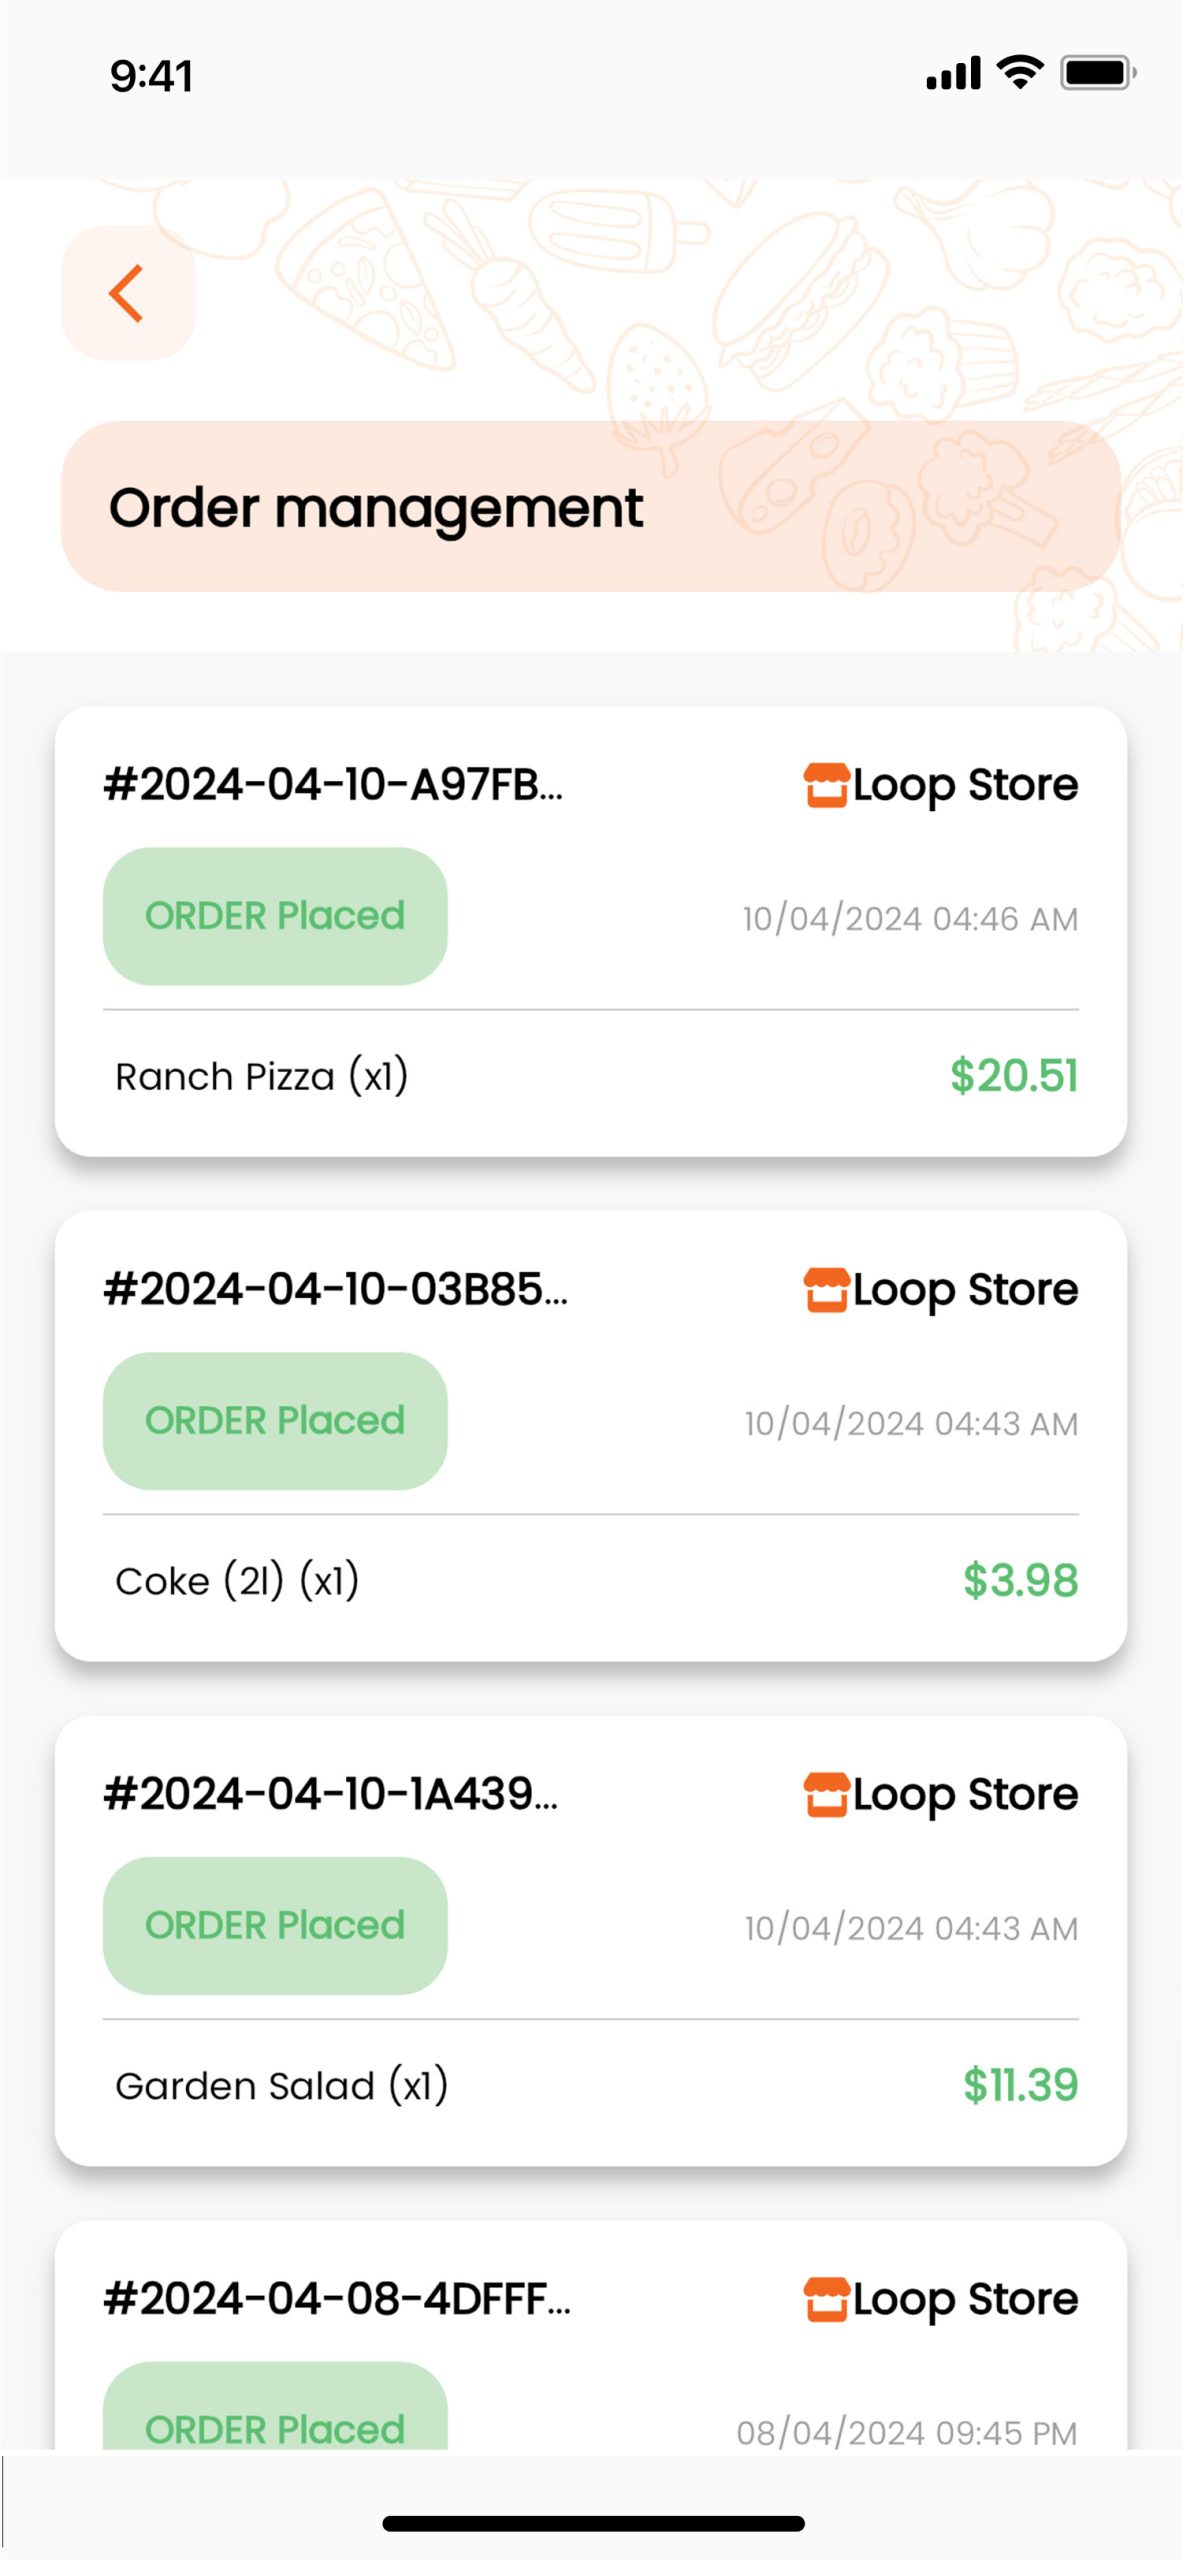 9:41
Order management
#2024-04-10-A97FB... Loop Store
ORDER Placed 10/04/2024 04:46 AM
Ranch Pizza (x1) $20.51
#2024-04-10-03B85... Loop Store
ORDER Placed 10/04/2024 04:43 AM
Coke (2l) (x1) $3.98
#2024-04-10-1A439... Loop Store
ORDER Placed 10/04/2024 04:43 AM
Garden Salad (x1) $11.39
#2024-04-08-4DFFF... Loop Store
ORDER Placed 08/04/2024 09:45 PM